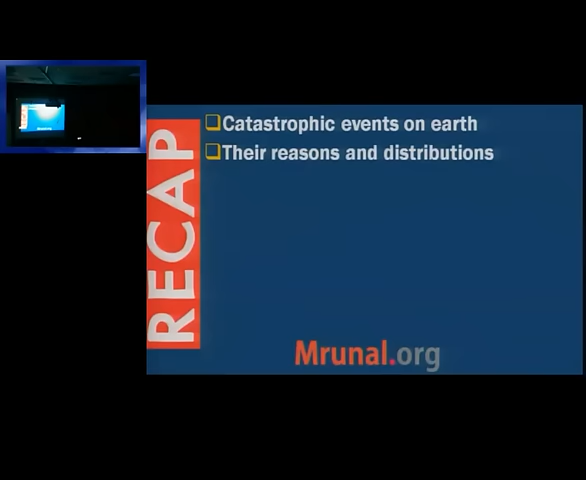 RECAP
Catastrophic events on earth
Their reasons and distributions
Mrunal.org